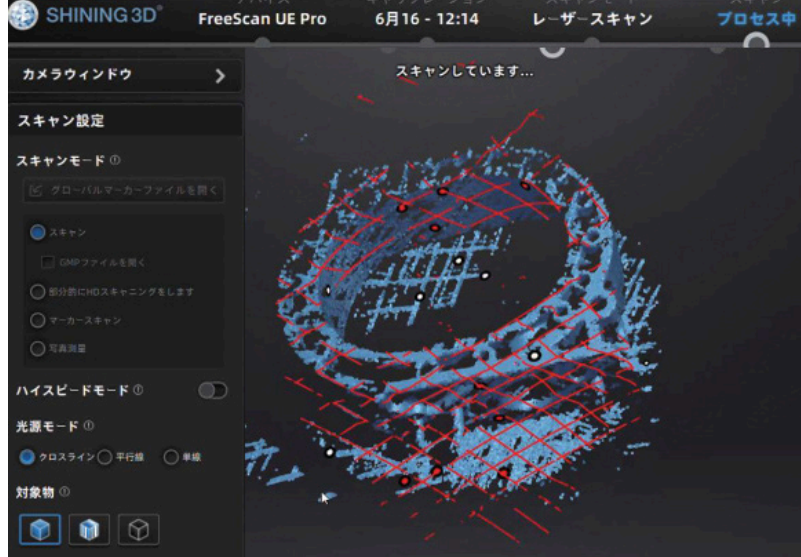 SHINING 3D®
FreeScan UE Pro
6月16 - 12:14
レーザースキャン
プロセス中
カメラウィンドウ
スキャンしています...
スキャン設定
スキャンモード
グローバルマーカーファイルを開く
スキャン
GMPファイルを開く
部分的にHDスキャニングをします
マーカースキャン
写真測量
ハイスピードモード
光源モード
クロスライン 平行線 単線
対象物